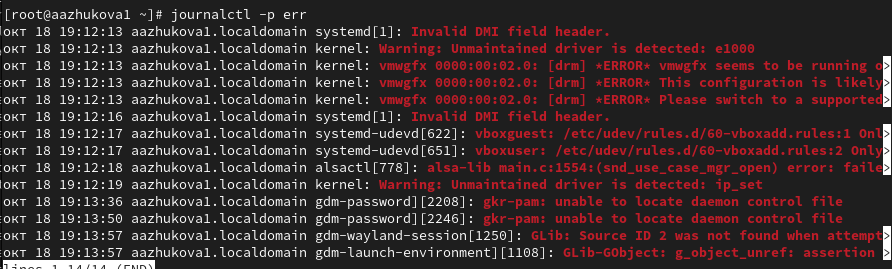 [root@aazhukova1 ~]# journalctl -p err
окт 18 19:12:13 aazhukova1.localdomain systemd[1]: Invalid DMI field header.
окт 18 19:12:13 aazhukova1.localdomain kernel: Warning: Unmaintained driver is detected: e1000
окт 18 19:12:13 aazhukova1.localdomain kernel: vmwgfx 0000:00:02.0: [drm] *ERROR* vmwgfx seems to be running o>
окт 18 19:12:13 aazhukova1.localdomain kernel: vmwgfx 0000:00:02.0: [drm] *ERROR* This configuration is likely>
окт 18 19:12:13 aazhukova1.localdomain kernel: vmwgfx 0000:00:02.0: [drm] *ERROR* Please switch to a supported>
окт 18 19:12:16 aazhukova1.localdomain systemd[1]: Invalid DMI field header.
окт 18 19:12:17 aazhukova1.localdomain systemd-udevd[622]: vboxguest: /etc/udev/rules.d/60-vboxadd.rules:1 Onl>
окт 18 19:12:17 aazhukova1.localdomain systemd-udevd[651]: vboxuser: /etc/udev/rules.d/60-vboxadd.rules:2 Only>
окт 18 19:12:18 aazhukova1.localdomain alsactl[778]: alsa-lib main.c:1554:(snd_use_case_mgr_open) error: faile>
окт 18 19:12:19 aazhukova1.localdomain kernel: Warning: Unmaintained driver is detected: ip_set
окт 18 19:13:36 aazhukova1.localdomain gdm-password][2208]: gkr-pam: unable to locate daemon control file
окт 18 19:13:50 aazhukova1.localdomain gdm-password][2246]: gkr-pam: unable to locate daemon control file
окт 18 19:13:57 aazhukova1.localdomain gdm-wayland-session[1250]: GLib: Source ID 2 was not found when attempt>
окт 18 19:13:57 aazhukova1.localdomain gdm-launch-environment][1108]: GLib-GObject: g_object_unref: assertion >
lines 1-14/14 (END)